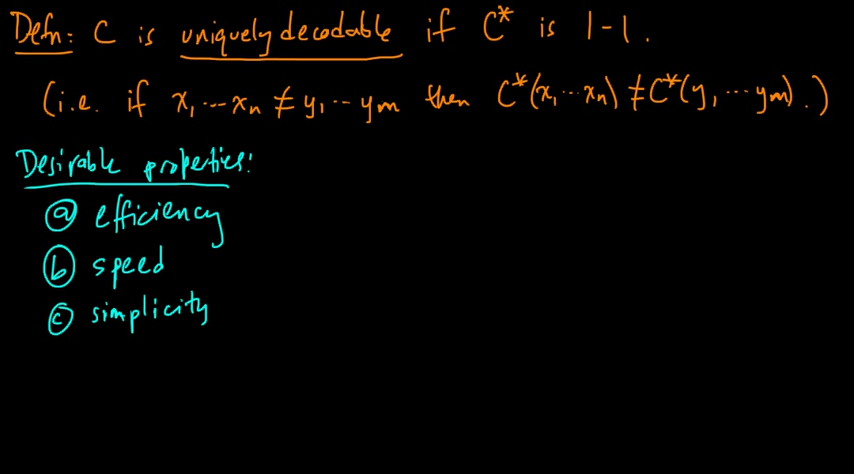 Defn: C is uniquely decodable if C* is 1-1.
(i.e. if x₁ ... xₙ ≠ y₁ ... yₘ then C*(x₁ ... xₙ) ≠ C*(y₁ ... yₘ).)
Desirable properties:
ⓐ efficiency
ⓑ speed
ⓒ simplicity